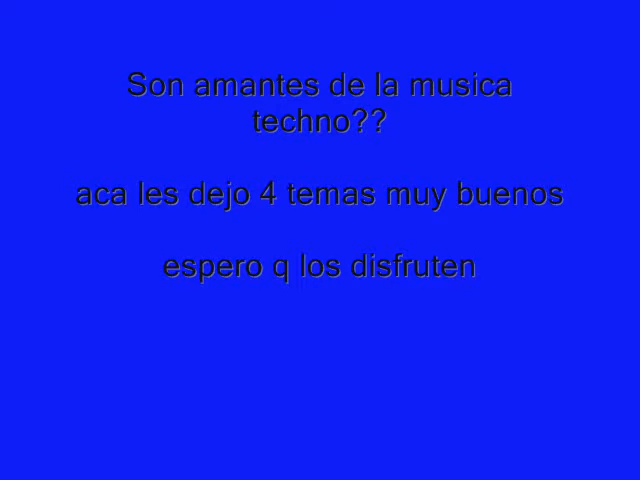 Son amantes de la musica
techno??
aca les dejo 4 temas muy buenos
espero q los disfruten